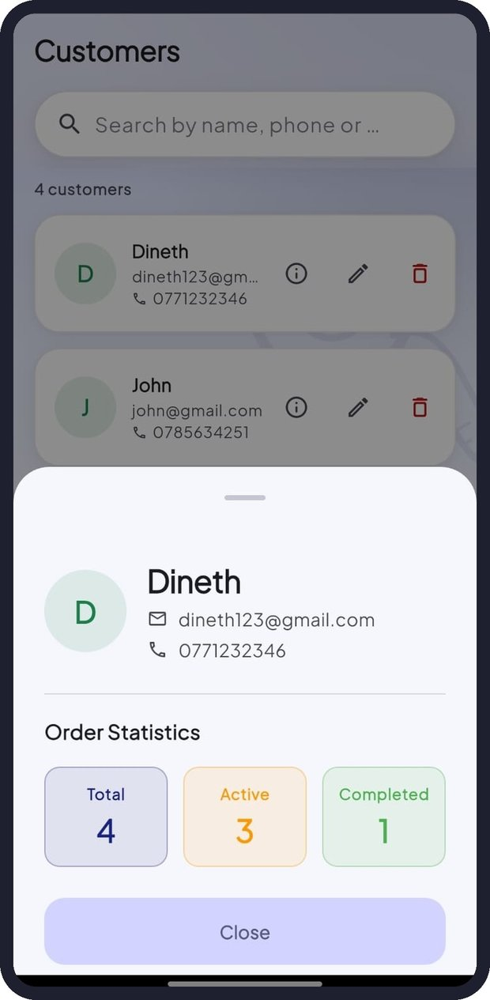 Customers
Search by name, phone or ...
4 customers
D
Dineth
dineth123@gm...
0771232346
J
John
john@gmail.com
0785634251
D
Dineth
dineth123@gmail.com
0771232346
Order Statistics
Total
4
Active
3
Completed
1
Close